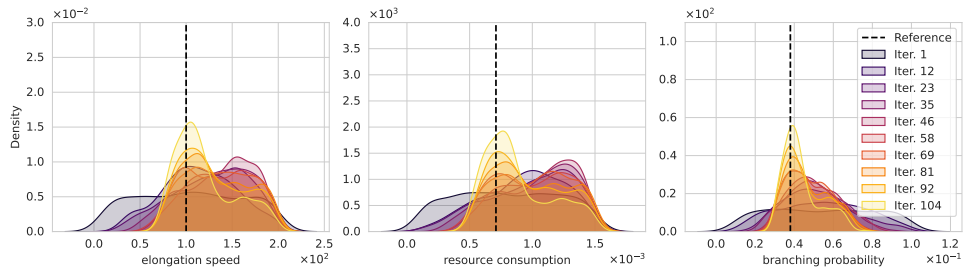 ×10⁻²
3.0
2.5
2.0
1.5
1.0
0.5
0.0
Density
0.0 0.5 1.0 1.5 2.0 2.5
×10²
elongation speed
×10³
4.0
3.5
3.0
2.5
2.0
1.5
1.0
0.5
0.0
0.0 0.5 1.0 1.5
×10⁻³
resource consumption
×10²
1.0
0.8
0.6
0.4
0.2
0.0
0.0 0.2 0.4 0.6 0.8 1.0 1.2
×10⁻¹
branching probability
Reference
Iter. 1
Iter. 12
Iter. 23
Iter. 35
Iter. 46
Iter. 58
Iter. 69
Iter. 81
Iter. 92
Iter. 104